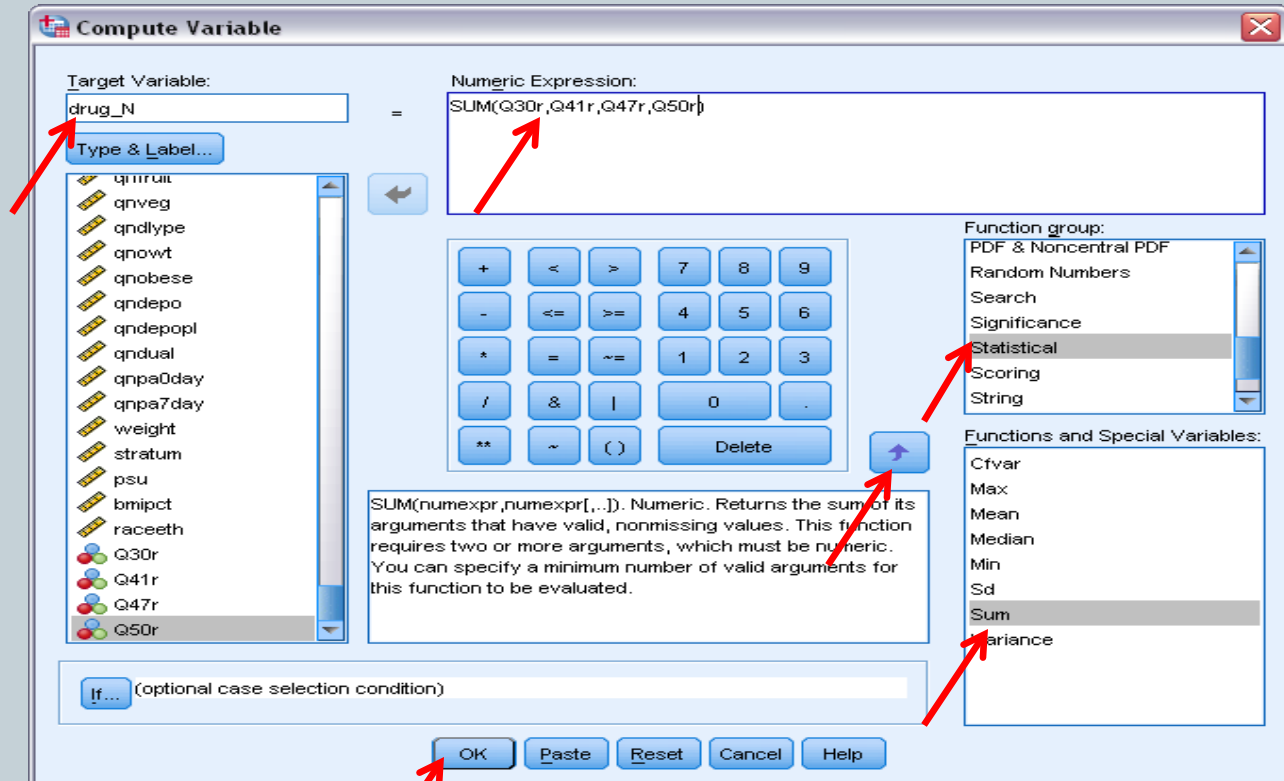 Compute Variable
Target Variable:
drug_N
=
Numeric Expression:
SUM(Q30r,Q41r,Q47r,Q50r)
Type & Label...
qnfruit
qnveg
qndlype
qnowt
qnobese
qndepo
qndepopl
qndual
qnpa0day
qnpa7day
weight
stratum
psu
bmipct
raceeth
Q30r
Q41r
Q47r
Q50r
+ < > 7 8 9
- <= >= 4 5 6
* = ~= 1 2 3
/ & | 0 .
** ~ ( ) Delete
Function group:
PDF & Noncentral PDF
Random Numbers
Search
Significance
Statistical
Scoring
String
SUM(numexpr,numexpr[,..]). Numeric. Returns the sum of its
arguments that have valid, nonmissing values. This function
requires two or more arguments, which must be numeric.
You can specify a minimum number of valid arguments for
this function to be evaluated.
Functions and Special Variables:
Cfvar
Max
Mean
Median
Min
Sd
Sum
Variance
If... (optional case selection condition)
OK Paste Reset Cancel Help